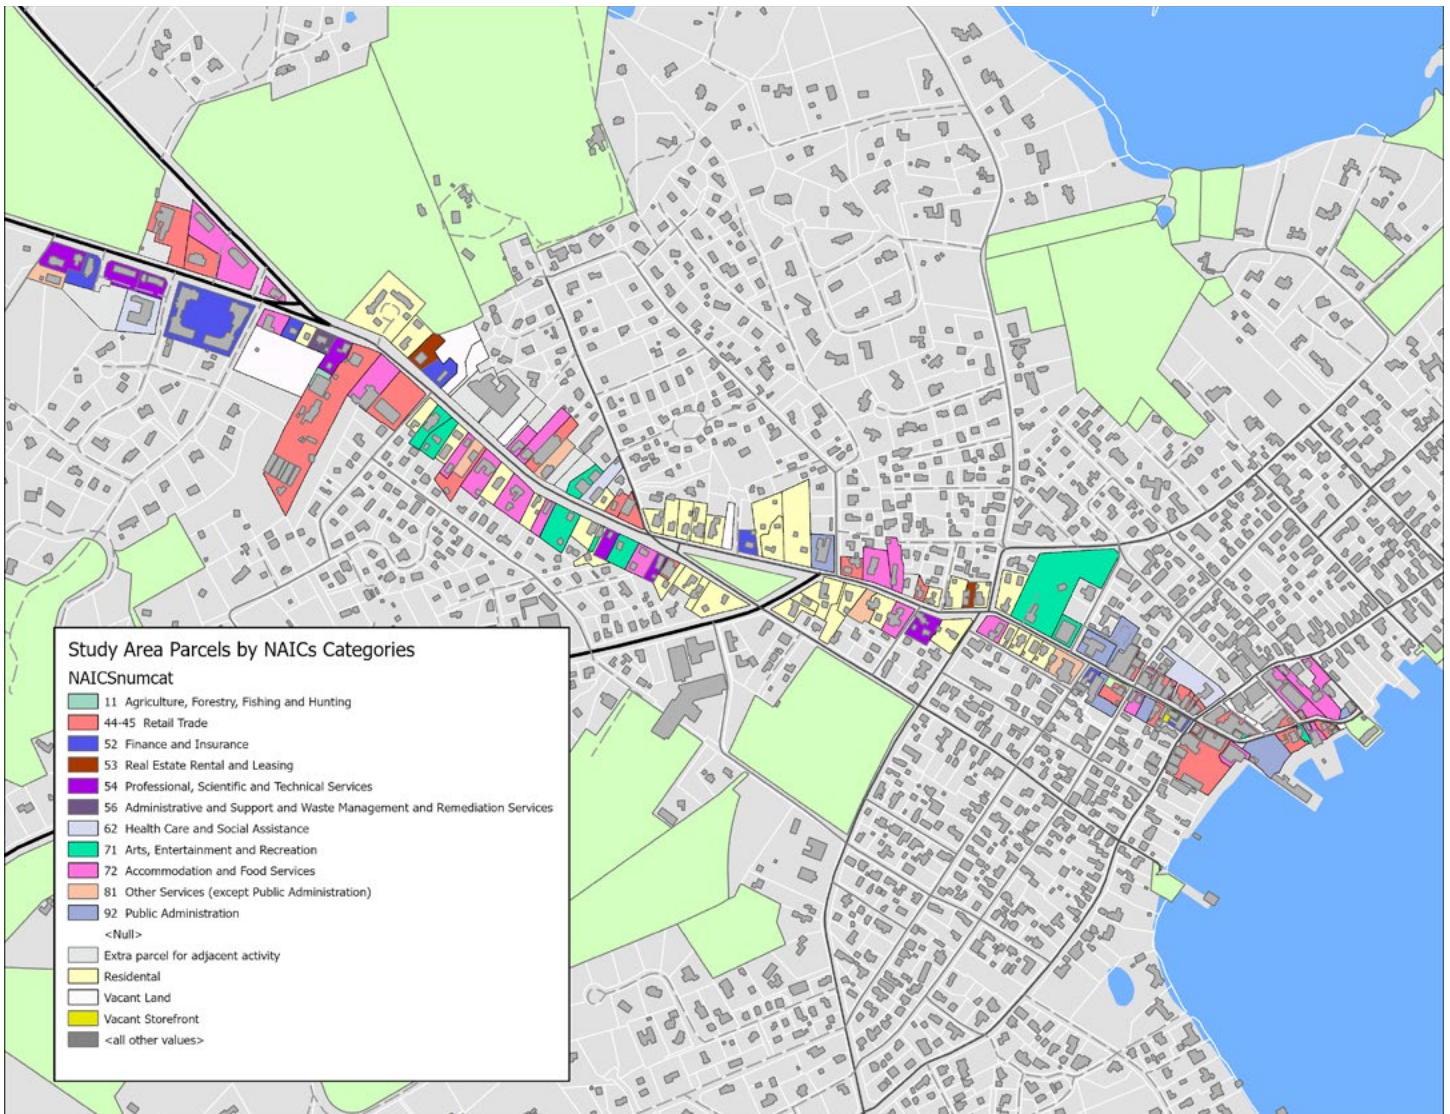 Study Area Parcels by NAICs Categories
NAICSnumcat
11 Agriculture, Forestry, Fishing and Hunting
44-45 Retail Trade
52 Finance and Insurance
53 Real Estate Rental and Leasing
54 Professional, Scientific and Technical Services
56 Administrative and Support and Waste Management and Remediation Services
62 Health Care and Social Assistance
71 Arts, Entertainment and Recreation
72 Accommodation and Food Services
81 Other Services (except Public Administration)
92 Public Administration
<Null>
Extra parcel for adjacent activity
Residental
Vacant Land
Vacant Storefront
<all other values>